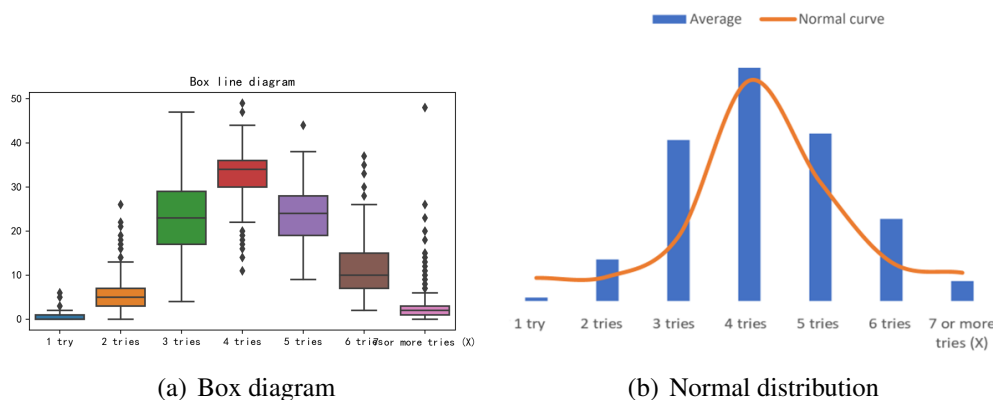 Box line diagram
50
40
30
20
10
0
1 try 2 tries 3 tries 4 tries 5 tries 6 tries 7 or more tries (X)
(a) Box diagram
Average Normal curve
1 try 2 tries 3 tries 4 tries 5 tries 6 tries 7 or more
tries (X)
(b) Normal distribution